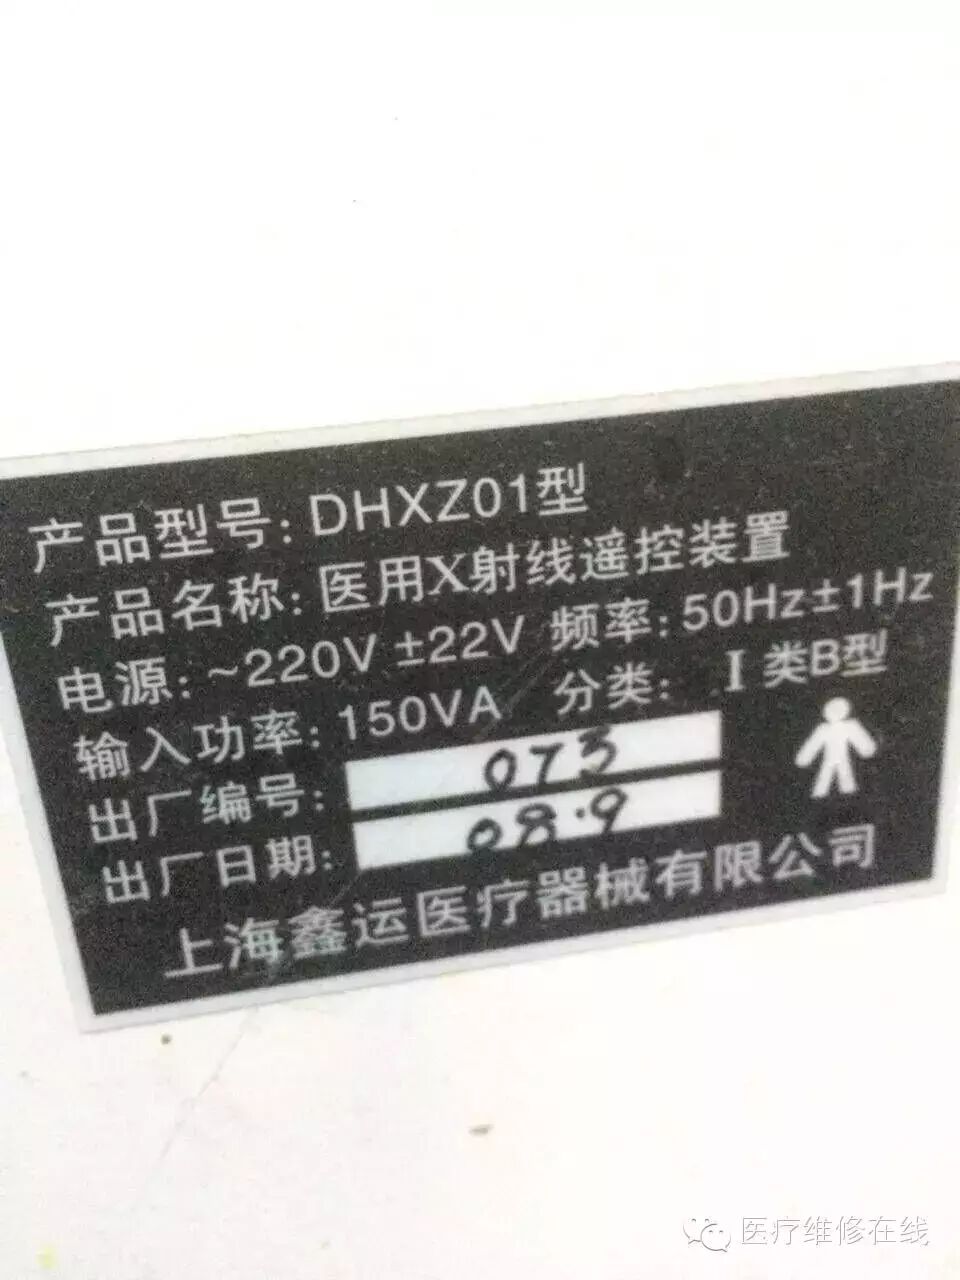 产品型号: DHXZ01型
产品名称: 医用X射线遥控装置
电源: ~220V ±22V 频率: 50Hz±1Hz
输入功率: 150VA 分类: I 类B型
出厂编号: 073
出厂日期: 08.9
上海鑫运医疗器械有限公司
医疗维修在线